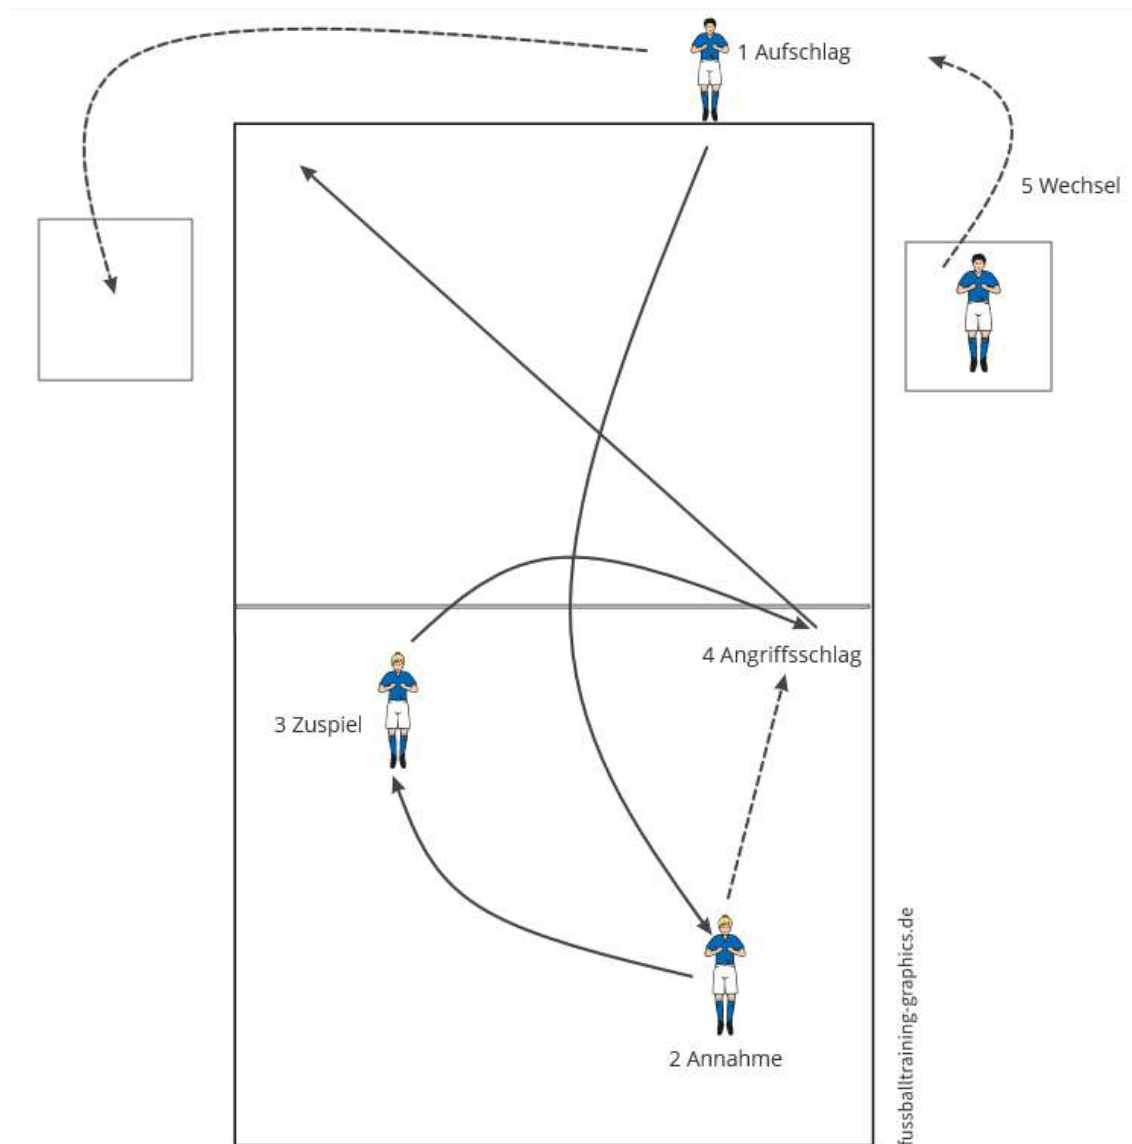 1 Aufschlag
5 Wechsel
4 Angriffsschlag
3 Zuspiel
2 Annahme
fussballtraining-graphics.de